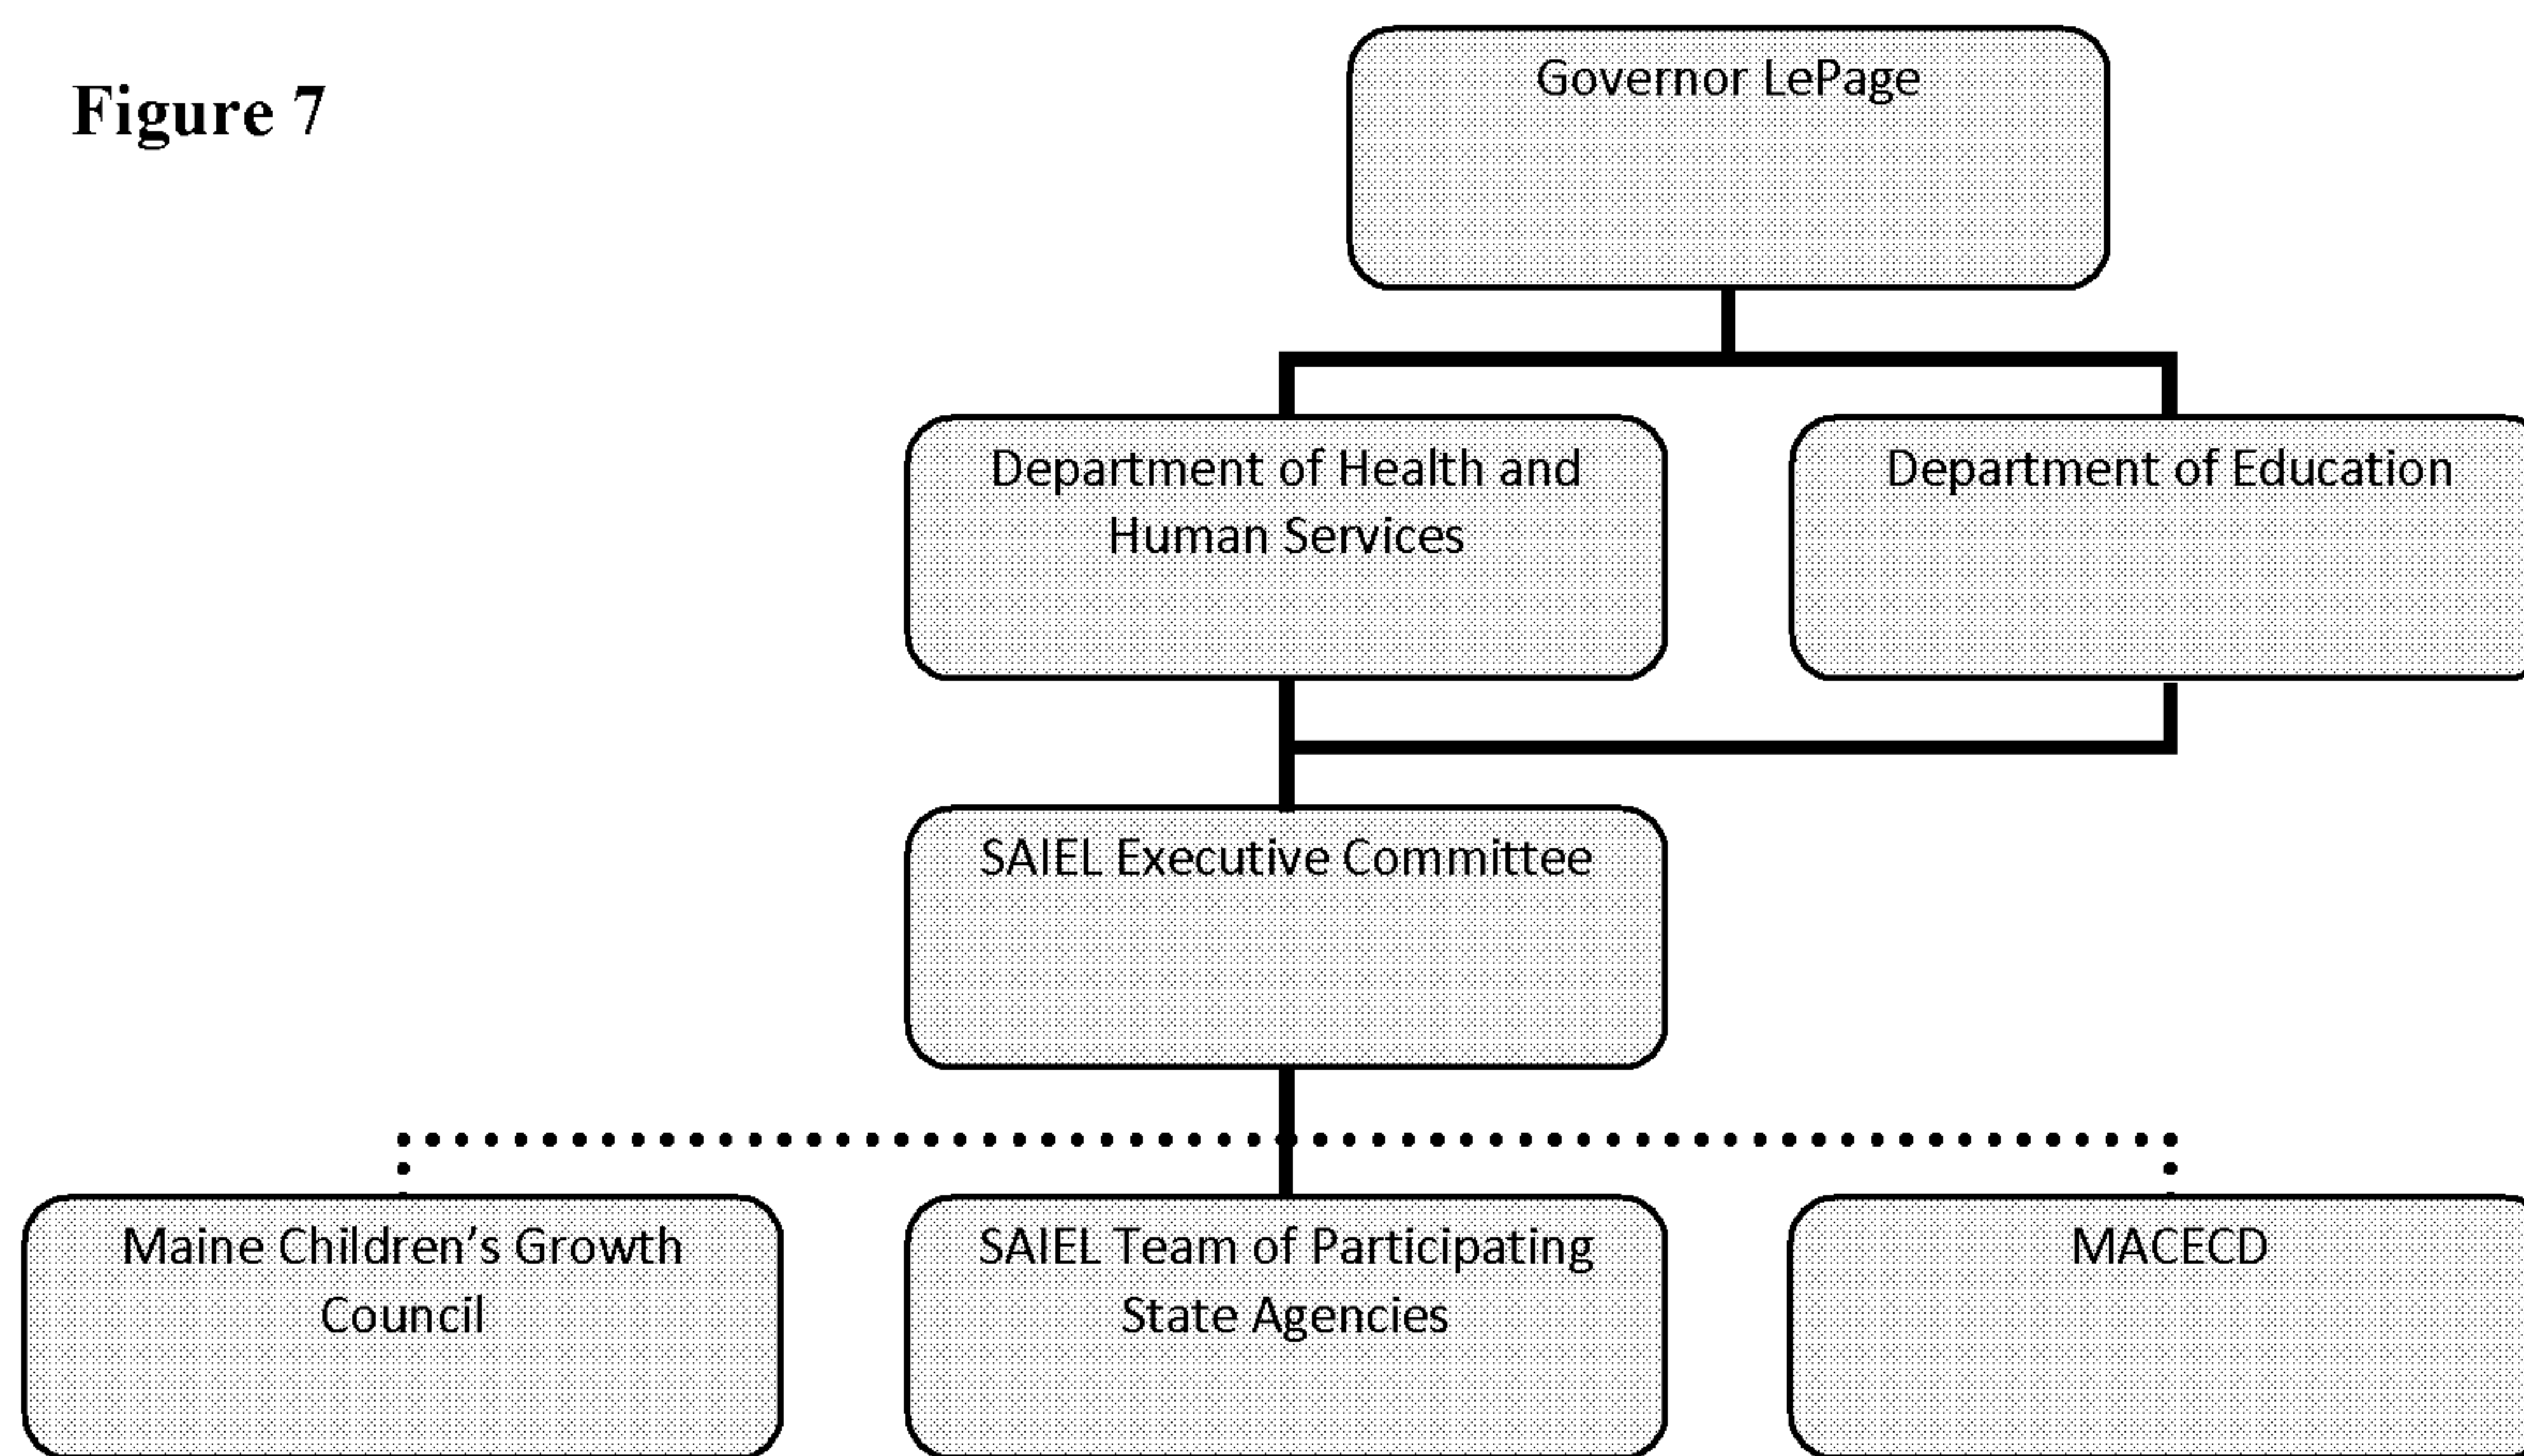 Figure 7
Governor LePage
Department of Health and
Human Services
Department of Education
SAIEL Executive Committee
Maine Children’s Growth
Council
SAIEL Team of Participating
State Agencies
MACECD